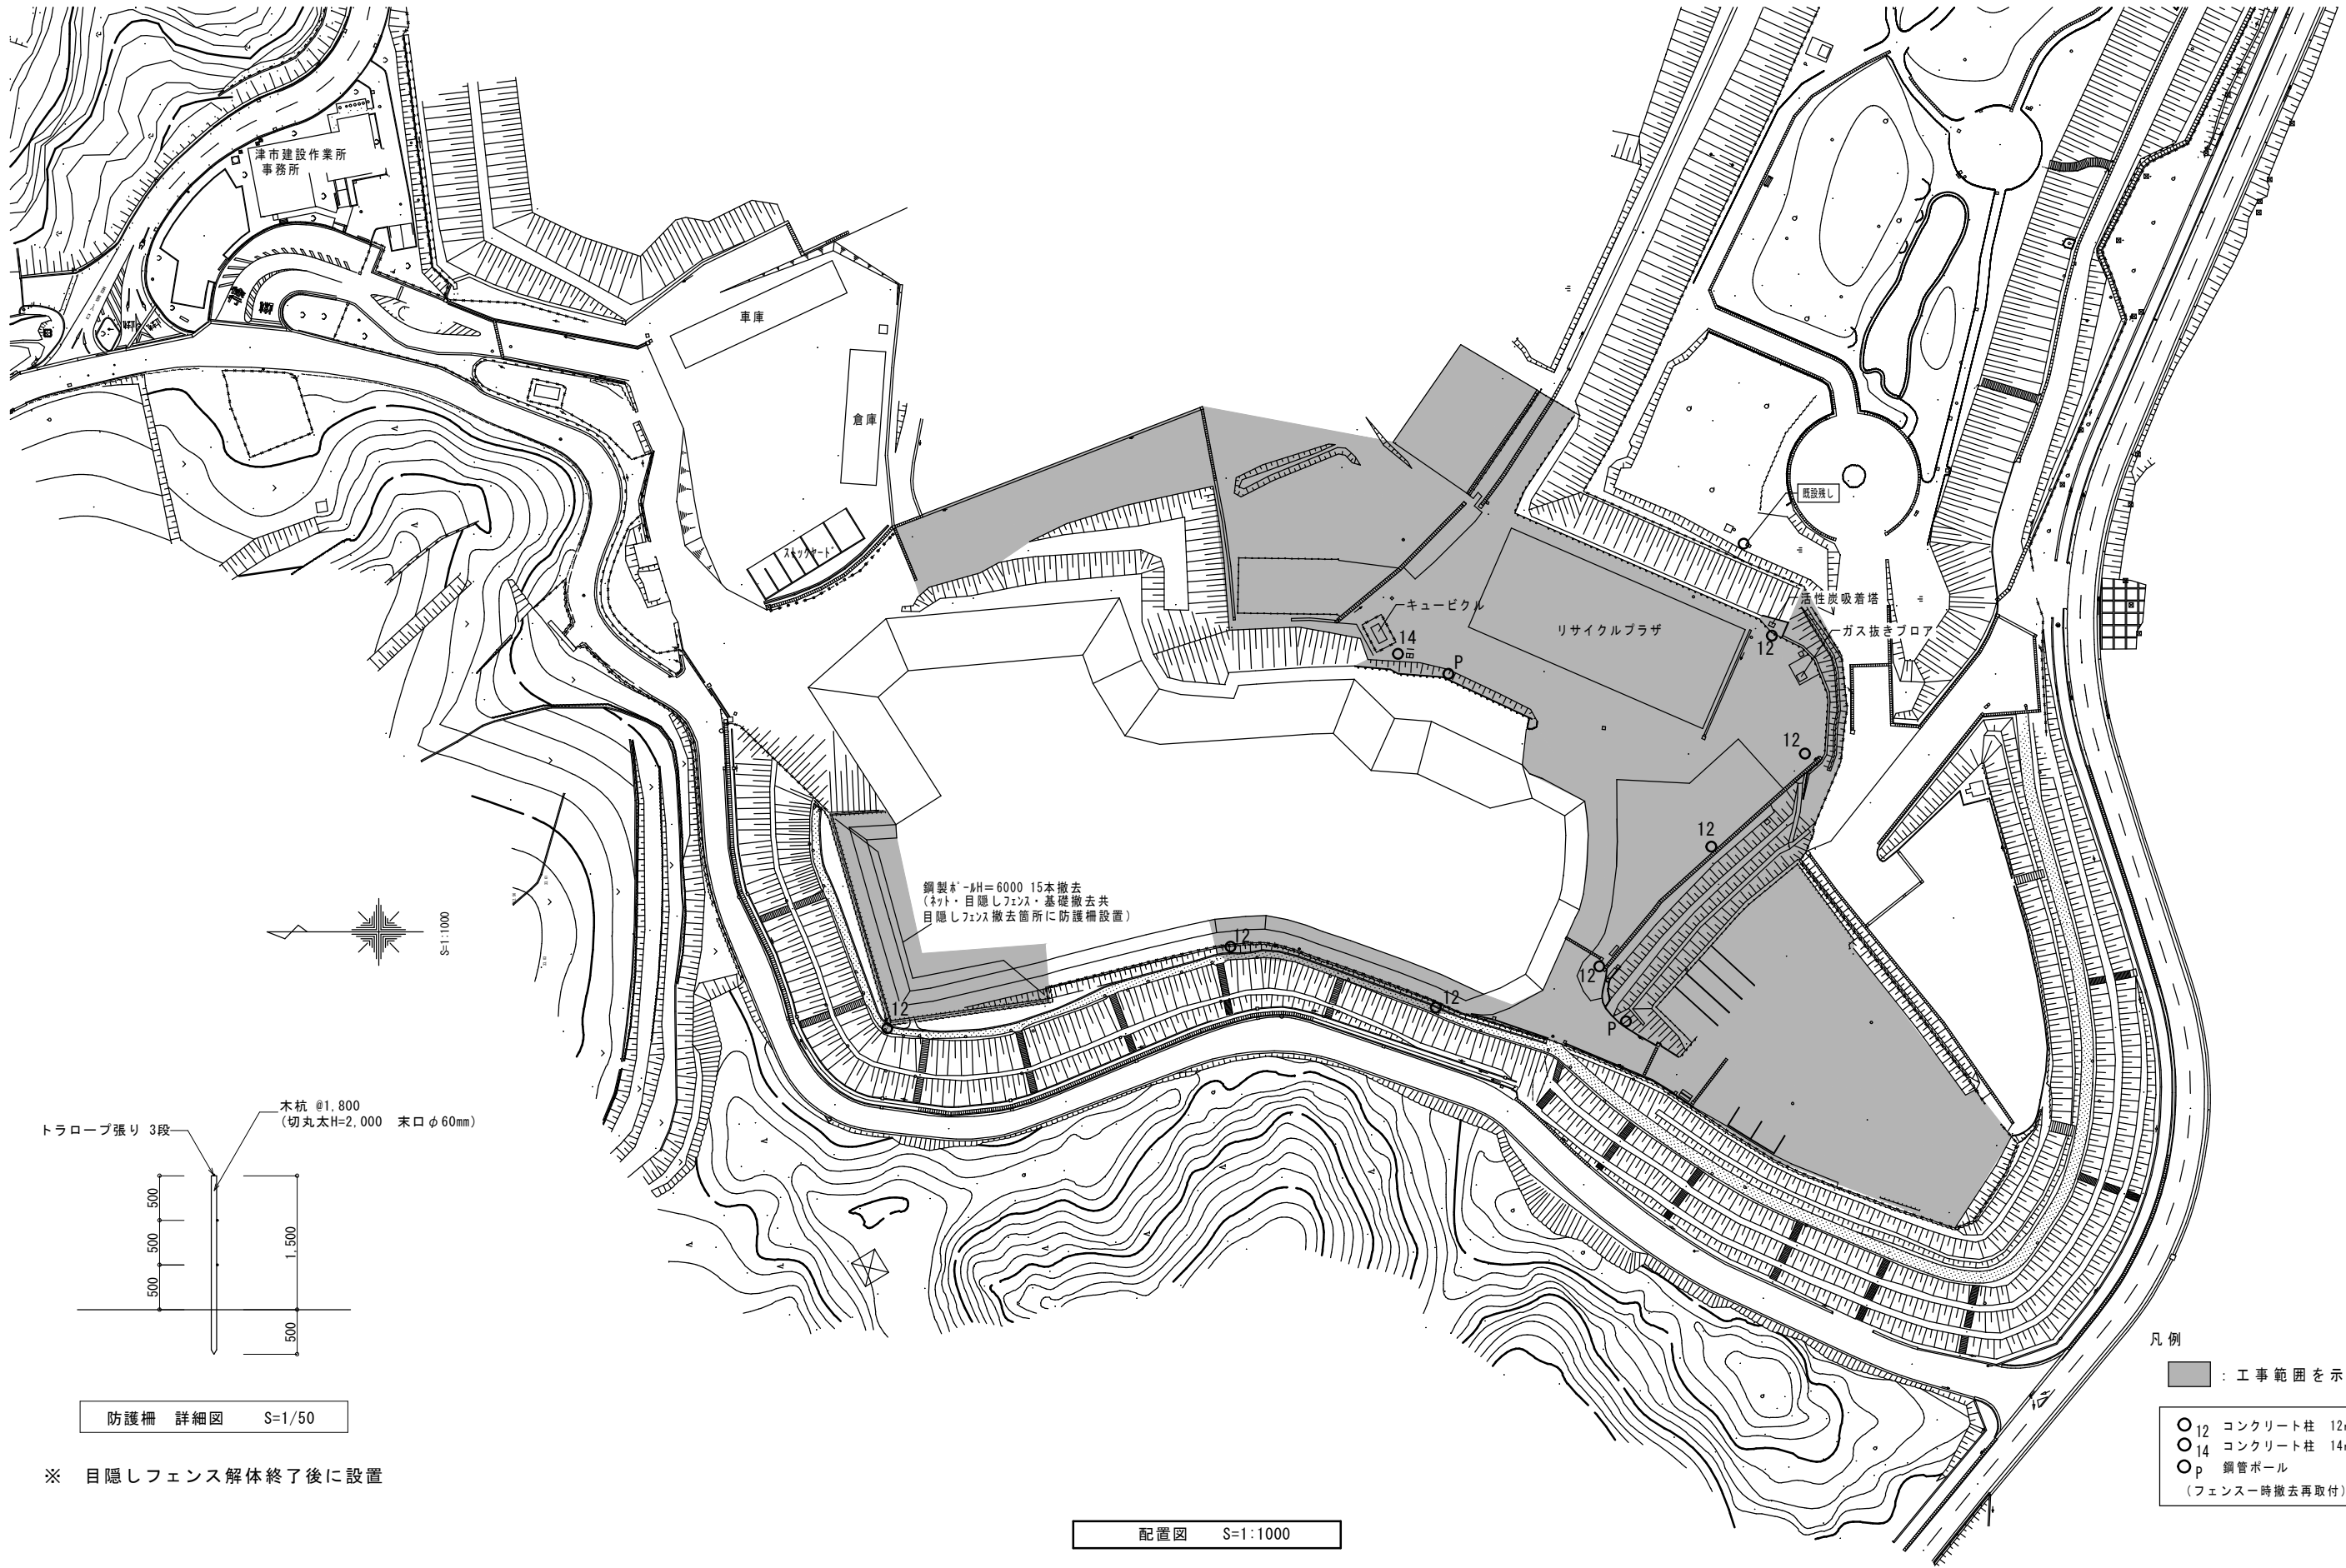 津市建設作業所
事務所
車庫
倉庫
ストックヤード
既設残し
活性炭吸着塔
ガス抜きブロア
キュービクル
リサイクルプラザ
14
P
12
12
12
12
12
12
12
P
鋼製ポールH=6000 15本撤去
(ネット・目隠しフェンス・基礎撤去共
目隠しフェンス撤去箇所に防護柵設置)
S=1:1000
トラロープ張り 3段
木杭 @1,800
(切丸太H=2,000 末口φ60mm)
500
500
500
1,500
500
防護柵 詳細図 S=1/50
※ 目隠しフェンス解体終了後に設置
配置図 S=1:1000
凡例
:工事範囲を示
12 コンクリート柱 12
14 コンクリート柱 14
P 鋼管ポール
(フェンス一時撤去再取付)